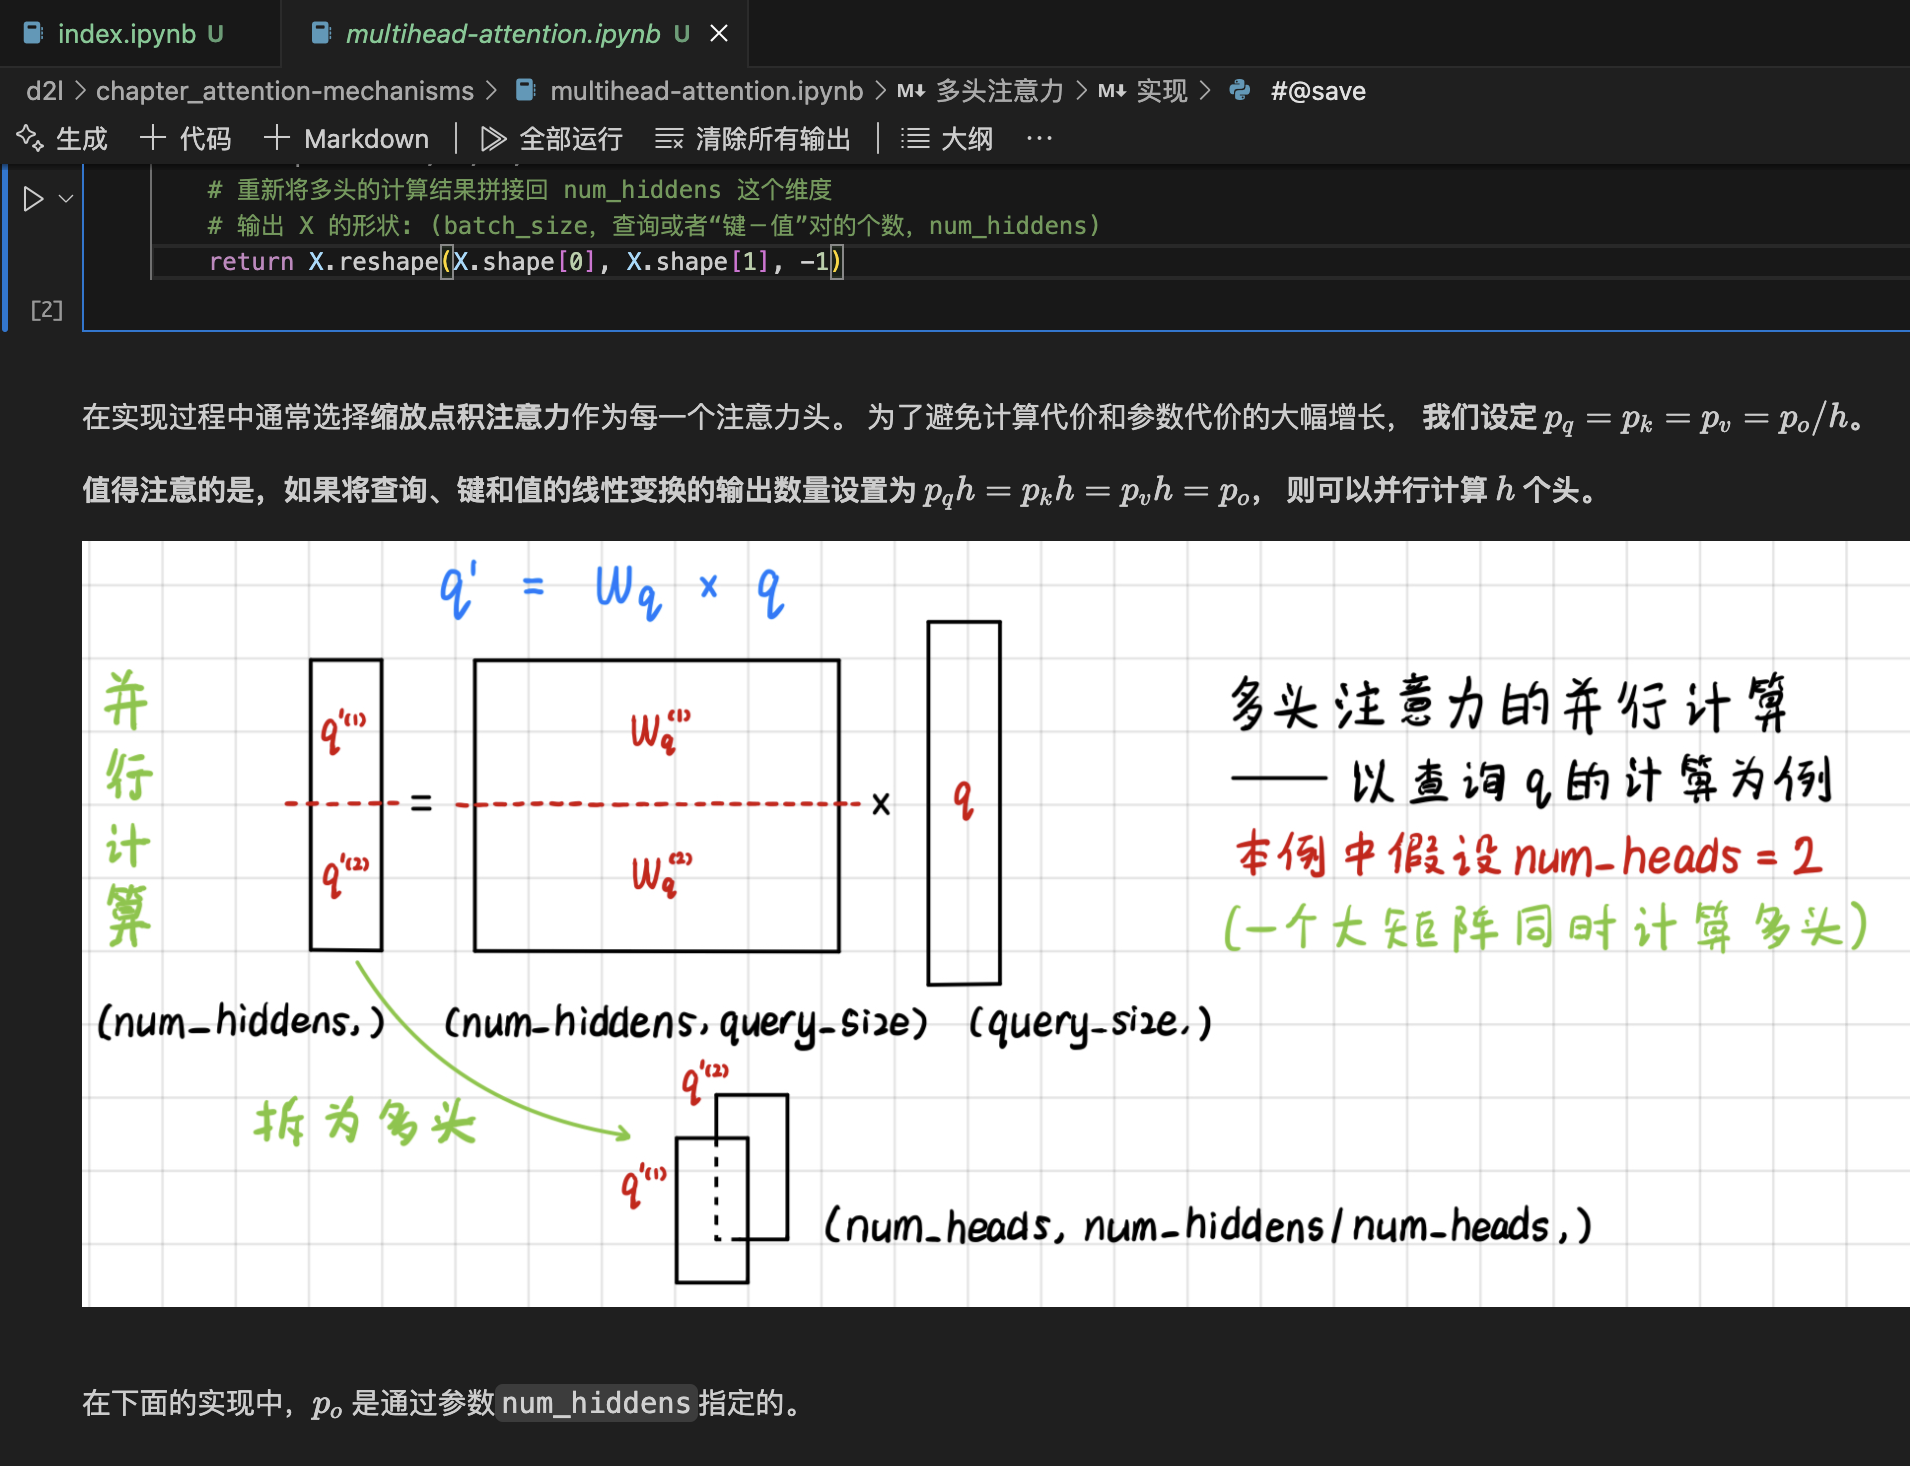 index.ipynb U
multihead-attention.ipynb U
d2l > chapter_attention-mechanisms > multihead-attention.ipynb > M↓ 多头注意力 > M↓ 实现 > #@save
生成 + 代码 + Markdown | 全部运行 清除所有输出 | 大纲 ···
# 重新将多头的计算结果拼接回 num_hiddens 这个维度
# 输出 X 的形状: (batch_size, 查询或者“键－值”对的个数, num_hiddens)
return X.reshape(X.shape[0], X.shape[1], -1)
[2]
在实现过程中通常选择缩放点积注意力作为每一个注意力头。 为了避免计算代价和参数代价的大幅增长， 我们设定 p_q = p_k = p_v = p_o/h。
值得注意的是，如果将查询、键和值的线性变换的输出数量设置为 p_q h = p_k h = p_v h = p_o， 则可以并行计算 h 个头。
q' = W_q × q
并行计算
q'⁽¹⁾
q'⁽²⁾
=
W_q⁽¹⁾
W_q⁽²⁾
×
q
多头注意力的并行计算
—— 以查询q的计算为例
本例中假设num_heads = 2
(一个大矩阵同时计算多头)
(num_hiddens,) (num_hiddens, query_size) (query_size,)
拆为多头
q'⁽²⁾
q'⁽¹⁾
(num_heads, num_hiddens/num_heads,)
在下面的实现中，p_o 是通过参数num_hiddens指定的。